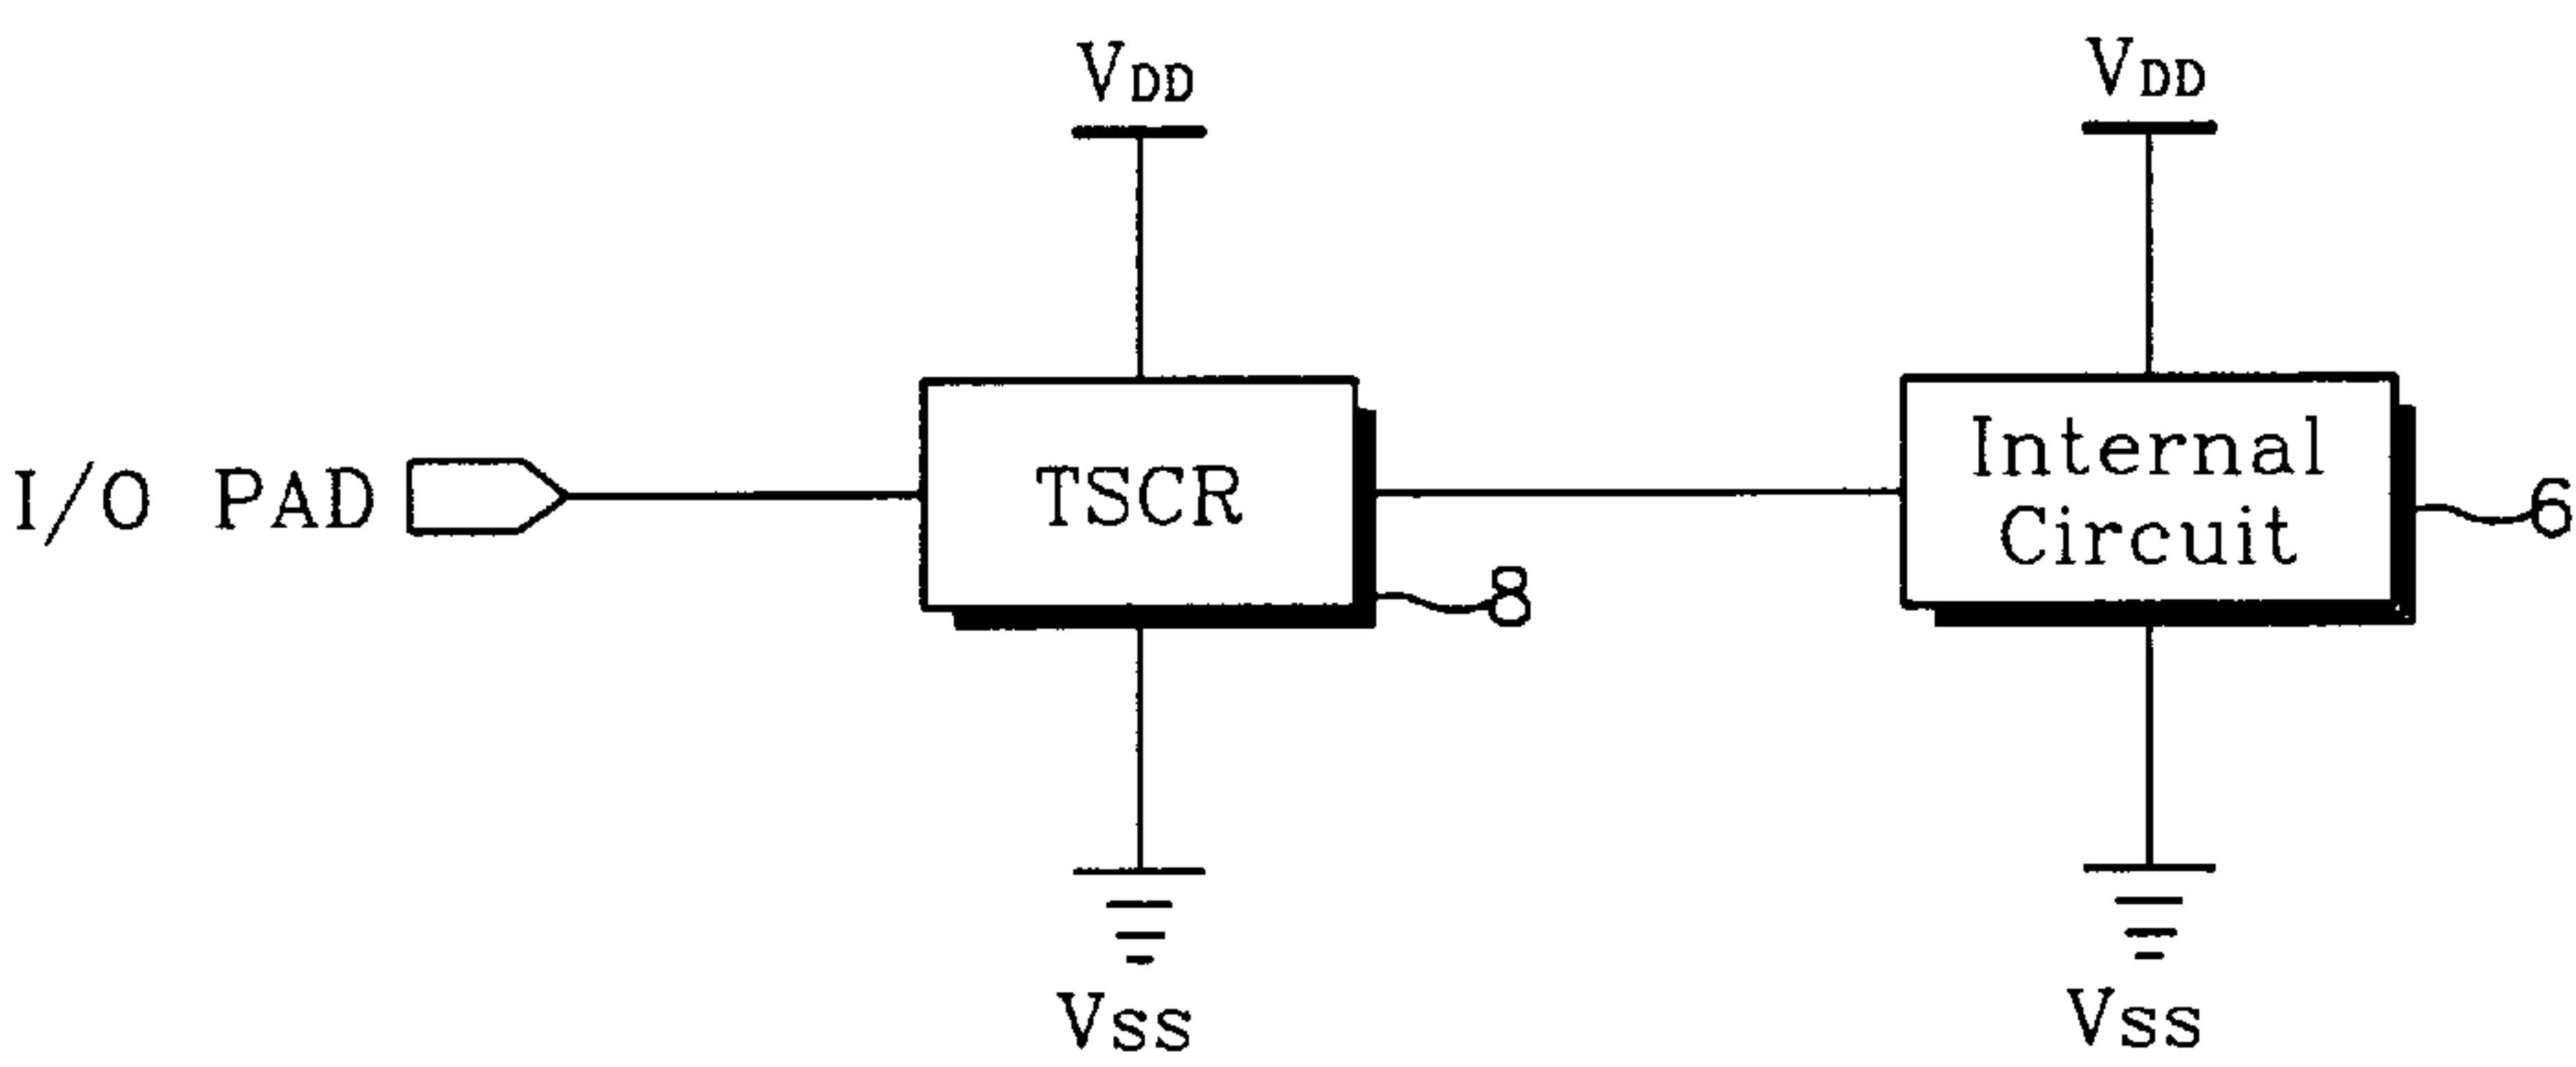 VDD
VDD
I/O PAD
TSCR
Internal
Circuit
6
8
VSS
VSS